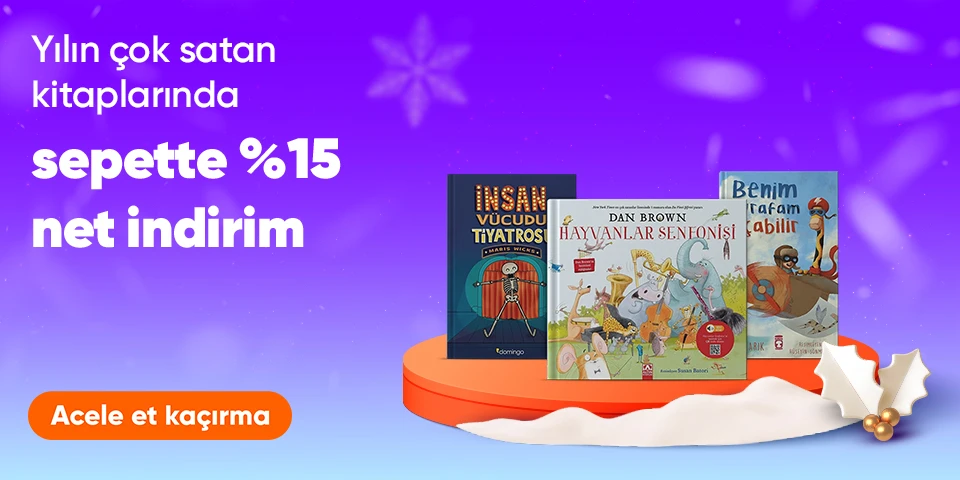 Yılın çok satan
kitaplarında
sepette %15
net indirim
Acele et kaçırma
İNSAN
VÜCUDU
TİYATROSU
MARIS WICKS
domingo
DAN BROWN
HAYVANLAR SENFONİSİ
Susan Batori
Benim